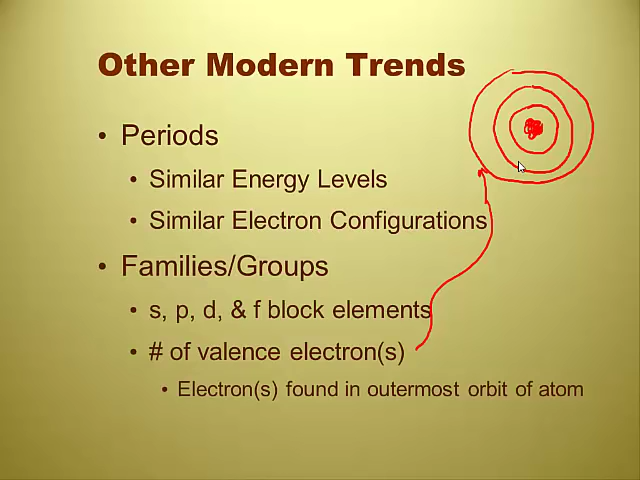 Other Modern Trends
• Periods
• Similar Energy Levels
• Similar Electron Configurations
• Families/Groups
• s, p, d, & f block elements
• # of valence electron(s)
• Electron(s) found in outermost orbit of atom